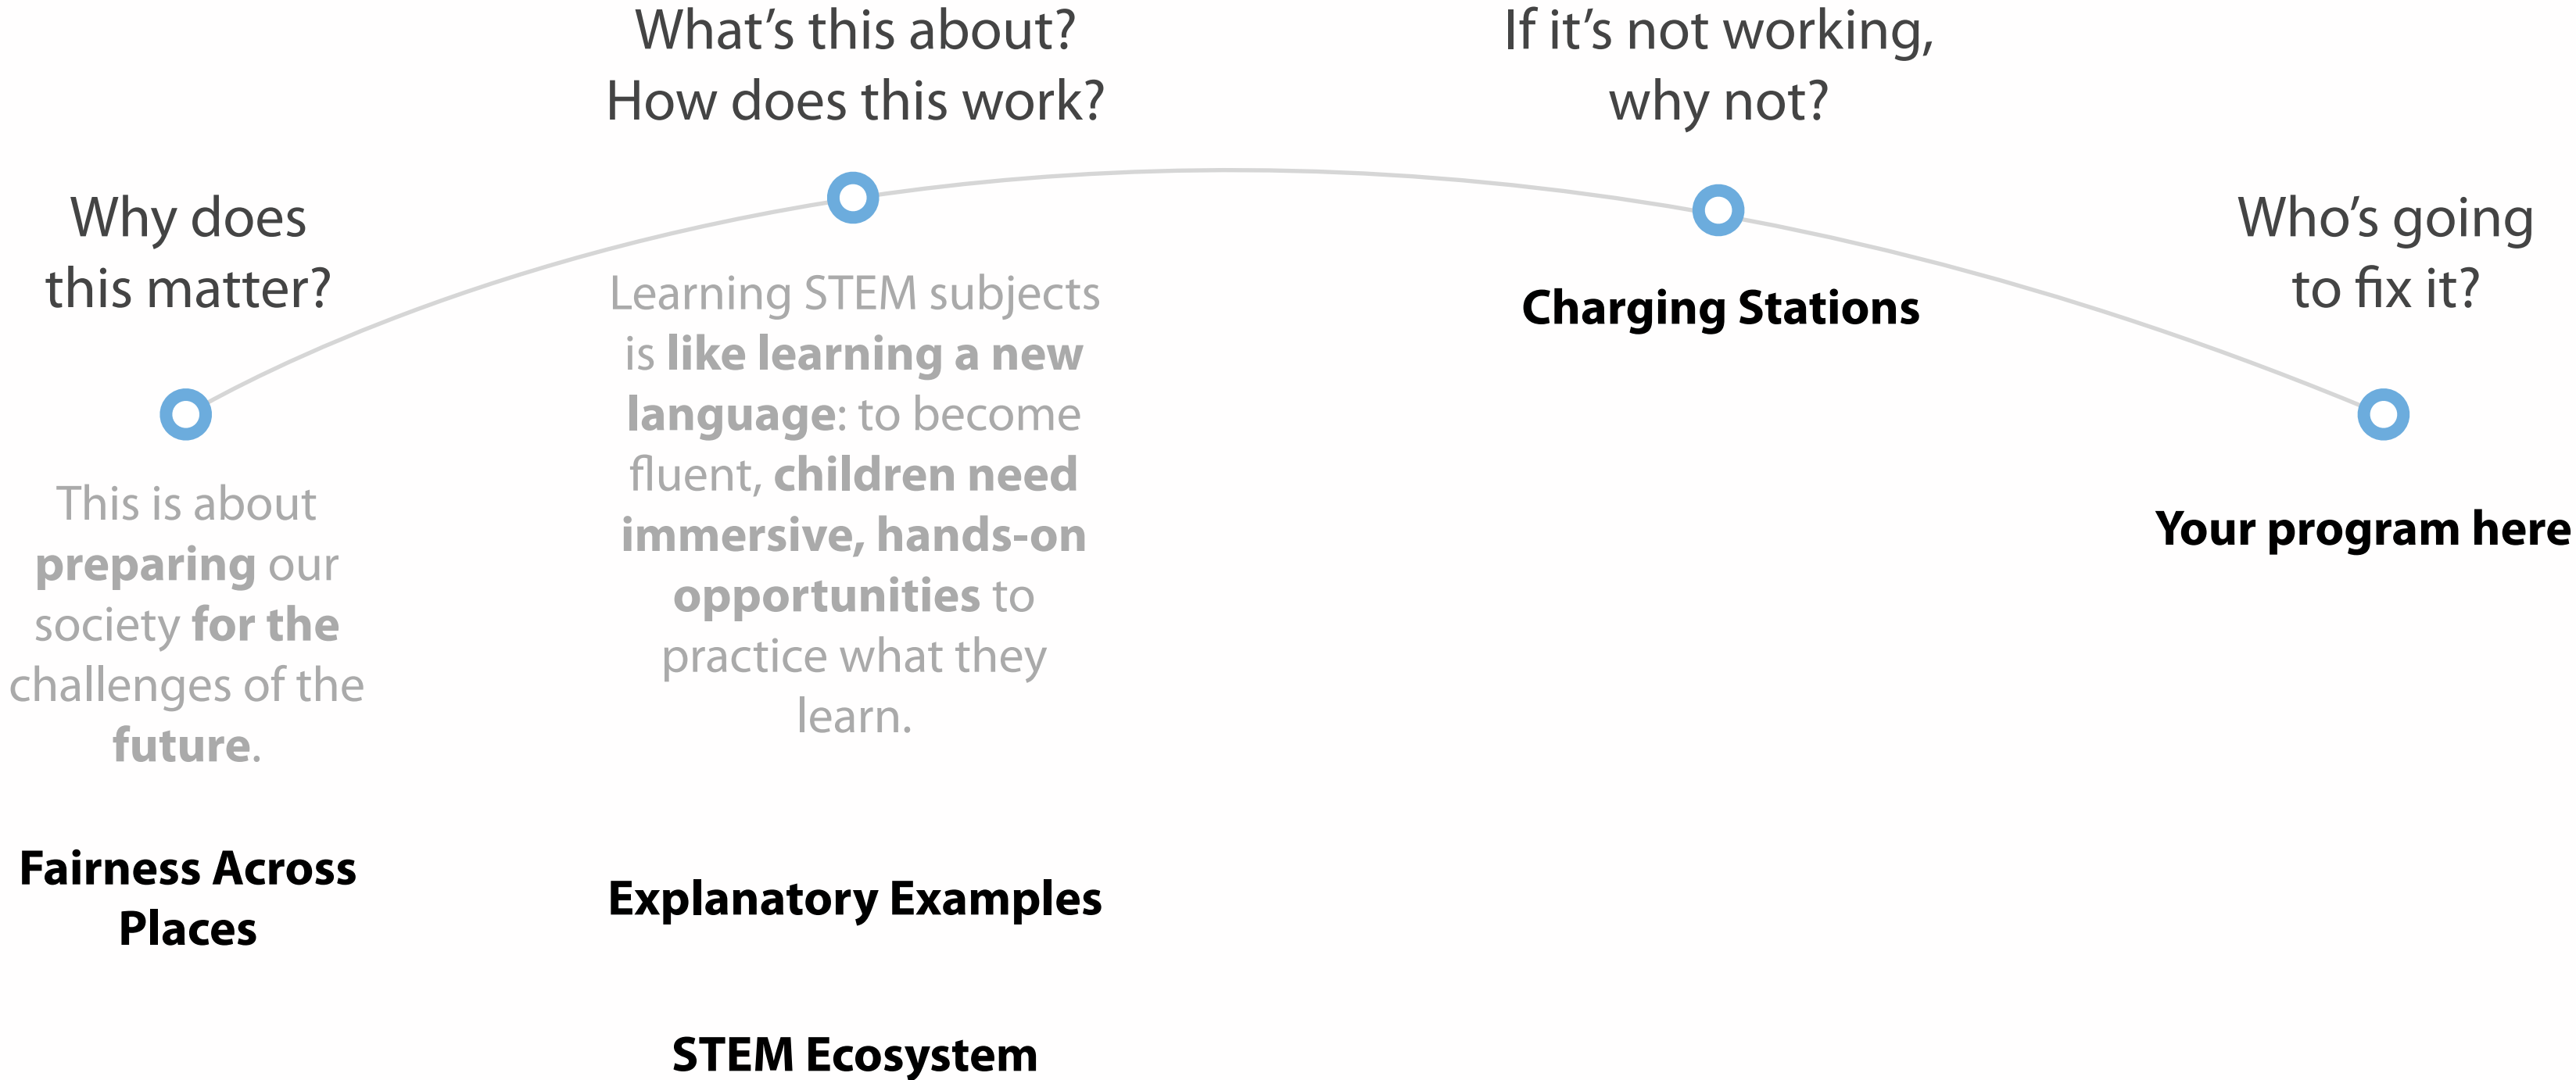 Why does
this matter?
This is about
preparing our
society for the
challenges of the
future.
Fairness Across
Places
What’s this about?
How does this work?
Learning STEM subjects
is like learning a new
language: to become
fluent, children need
immersive, hands-on
opportunities to
practice what they
learn.
Explanatory Examples
STEM Ecosystem
If it’s not working,
why not?
Charging Stations
Who’s going
to fix it?
Your program here